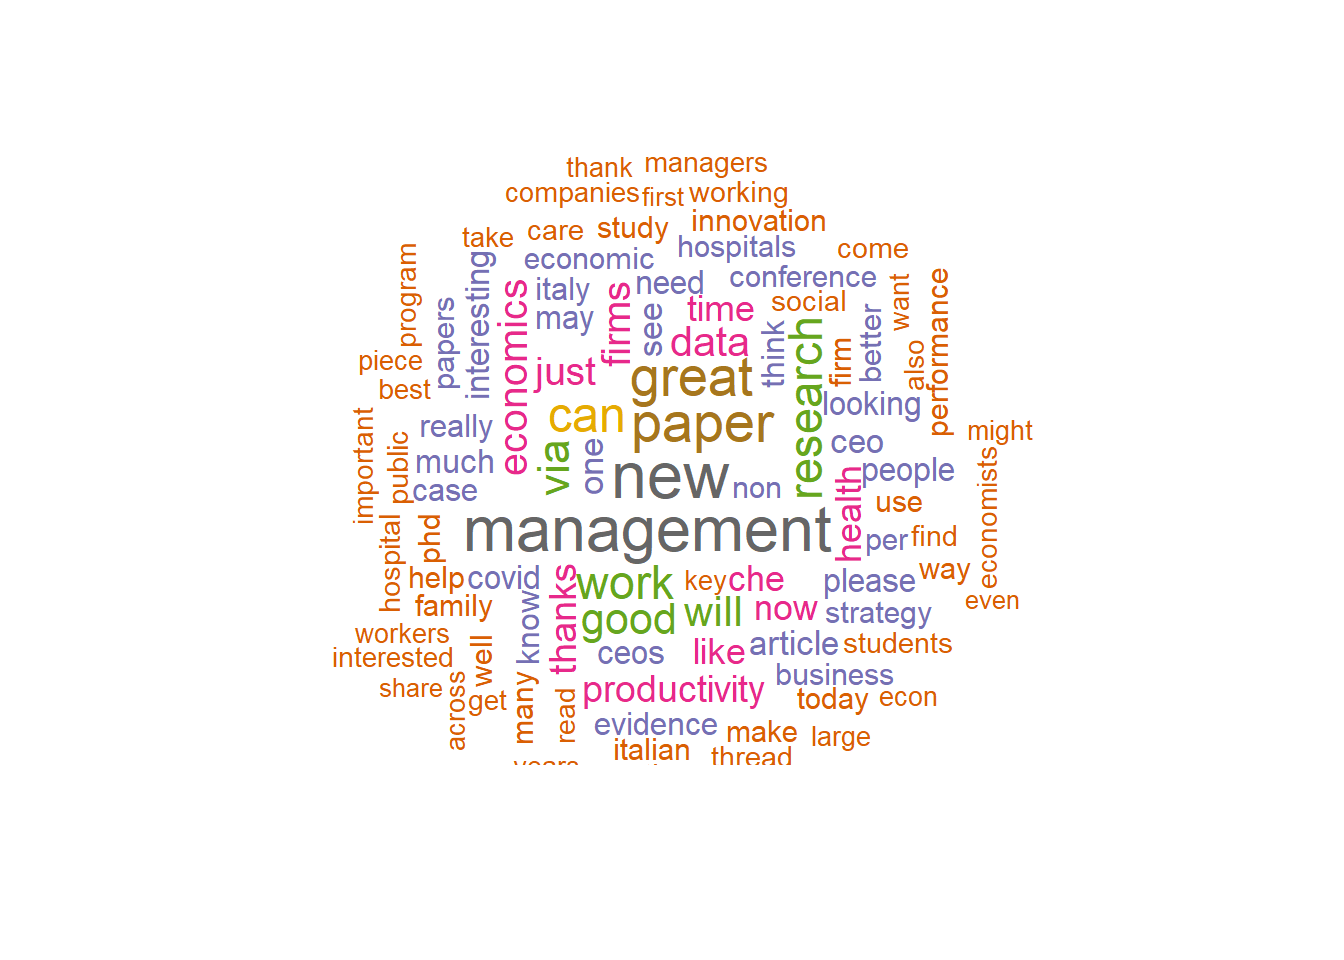 thank
managers
companies
first
working
take
care
study
innovation
economic
hospitals
come
program
papers
interesting
economics
italy
may
firms
see
need
conference
time
social
data
think
research
better
want
also
performance
firm
piece
best
just
great
looking
important
public
really
much
case
can
paper
via
one
new
non
ceo
people
might
economists
health
use
per
find
management
hospital
phd
help
covid
family
work
key
che
please
way
even
good
will
now
strategy
workers
interested
share
across
well
get
know
many
thanks
read
ceos
like
article
students
productivity
business
today
econ
evidence
make
large
italian
thread
years